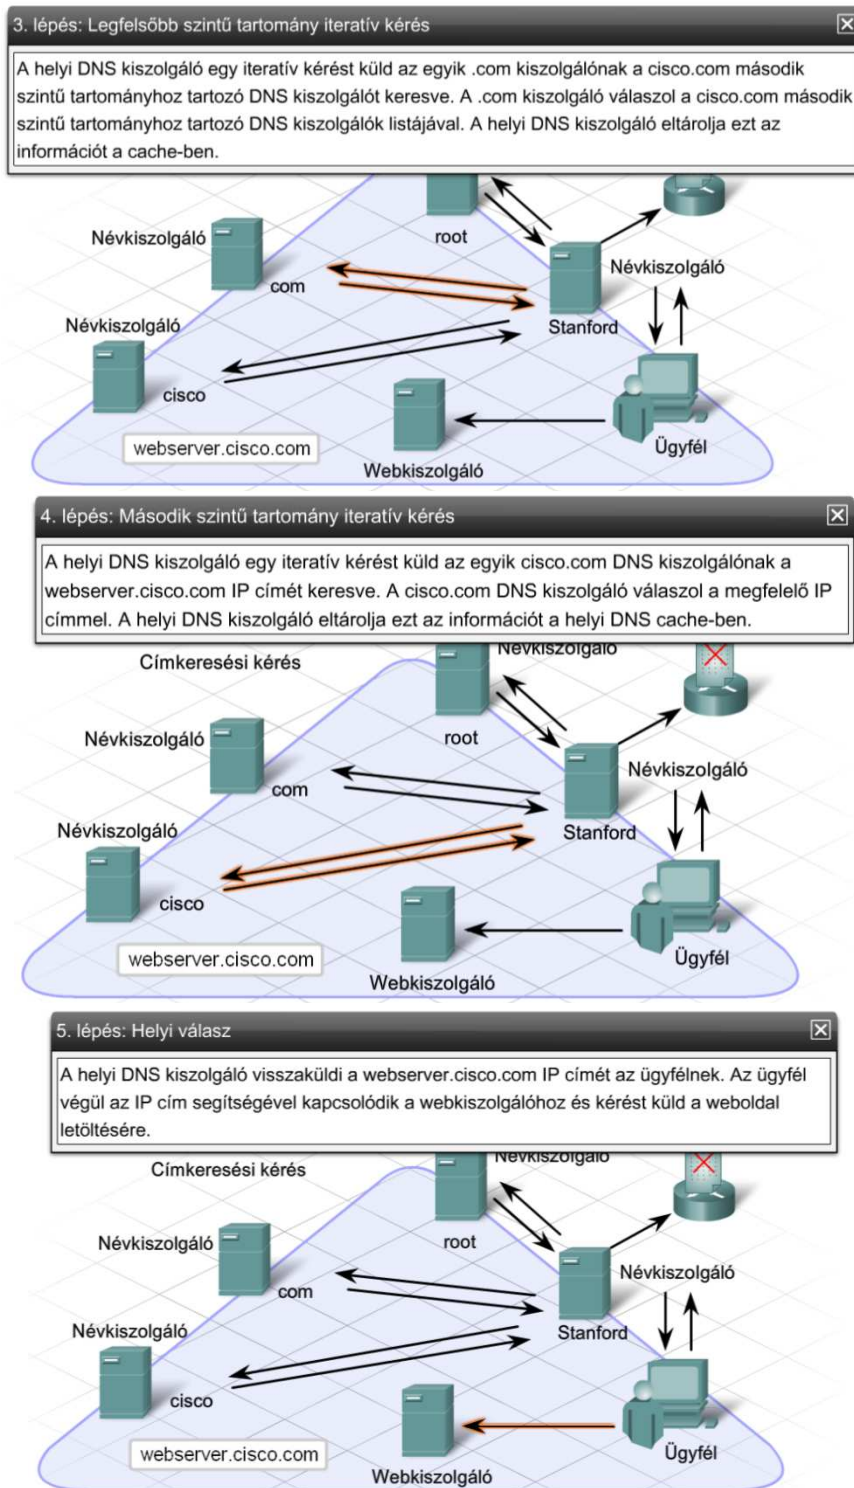 3. lépés: Legfelsőbb szintű tartomány iteratív kérés
A helyi DNS kiszolgáló egy iteratív kérést küld az egyik .com kiszolgálónak a cisco.com második
szintű tartományhoz tartozó DNS kiszolgálót keresve. A .com kiszolgáló válaszol a cisco.com második
szintű tartományhoz tartozó DNS kiszolgálók listájával. A helyi DNS kiszolgáló eltárolja ezt az
információt a cache-ben.
Névkiszolgáló
root
Névkiszolgáló
com
Névkiszolgáló
Stanford
cisco
webserver.cisco.com
Webkiszolgáló
Ügyfél
4. lépés: Második szintű tartomány iteratív kérés
A helyi DNS kiszolgáló egy iteratív kérést küld az egyik cisco.com DNS kiszolgálónak a
webserver.cisco.com IP címét keresve. A cisco.com DNS kiszolgáló válaszol a megfelelő IP
címmel. A helyi DNS kiszolgáló eltárolja ezt az információt a helyi DNS cache-ben.
Névkiszolgáló
Címkeresési kérés
Névkiszolgáló
root
Névkiszolgáló
com
Névkiszolgáló
Stanford
cisco
webserver.cisco.com
Webkiszolgáló
Ügyfél
5. lépés: Helyi válasz
A helyi DNS kiszolgáló visszaküldi a webserver.cisco.com IP címét az ügyfélnek. Az ügyfél
végül az IP cím segítségével kapcsolódik a webkiszolgálóhoz és kérést küld a weboldal
letöltésére.
Névkiszolgáló
Címkeresési kérés
Névkiszolgáló
root
Névkiszolgáló
com
Névkiszolgáló
Stanford
cisco
webserver.cisco.com
Webkiszolgáló
Ügyfél